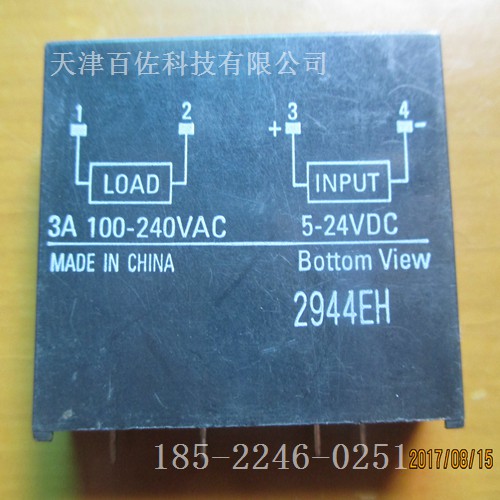 天津百佐科技有限公司
1 2 + 3 4 -
LOAD INPUT
3A 100-240VAC 5-24VDC
MADE IN CHINA Bottom View
2944EH
185-2246-0251
2017/08/15